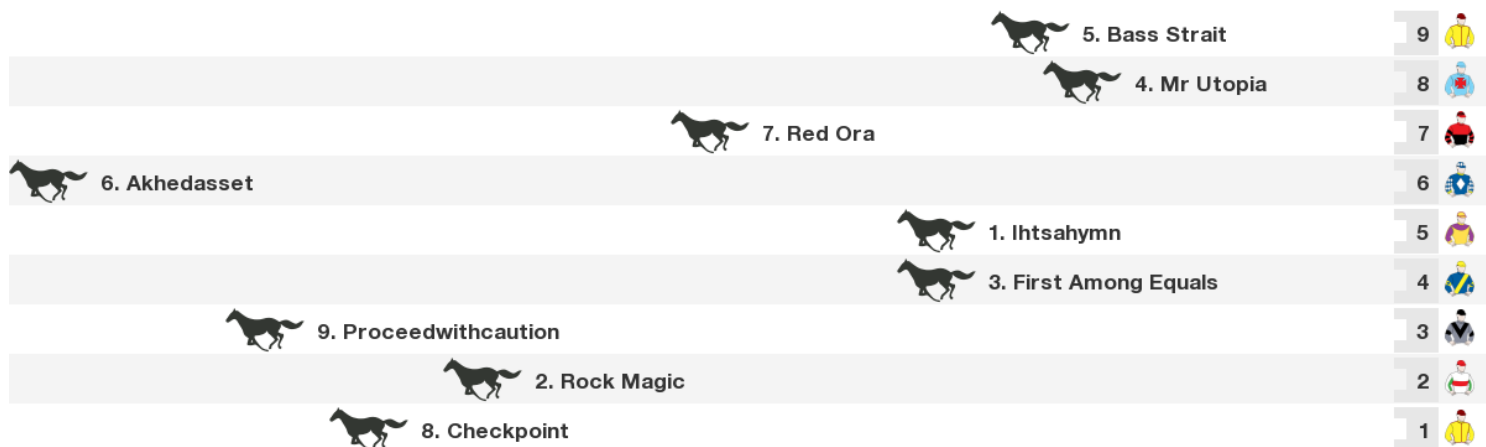 5. Bass Strait 9
4. Mr Utopia 8
7. Red Ora 7
6. Akhedasset 6
1. Ihtsahymn 5
3. First Among Equals 4
9. Proceedwithcaution 3
2. Rock Magic 2
8. Checkpoint 1